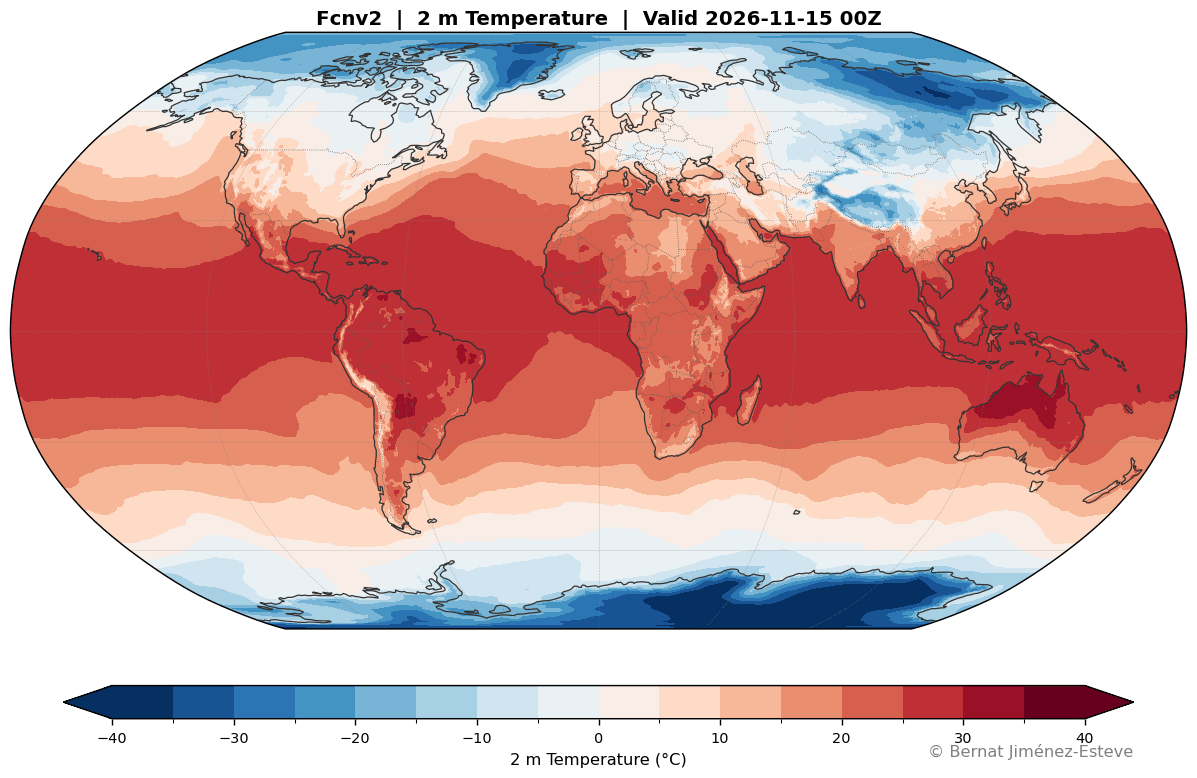 Fcnv2 | 2 m Temperature | Valid 2026-11-15 00Z
−40 −30 −20 −10 0 10 20 30 40
2 m Temperature (°C)
© Bernat Jiménez-Esteve